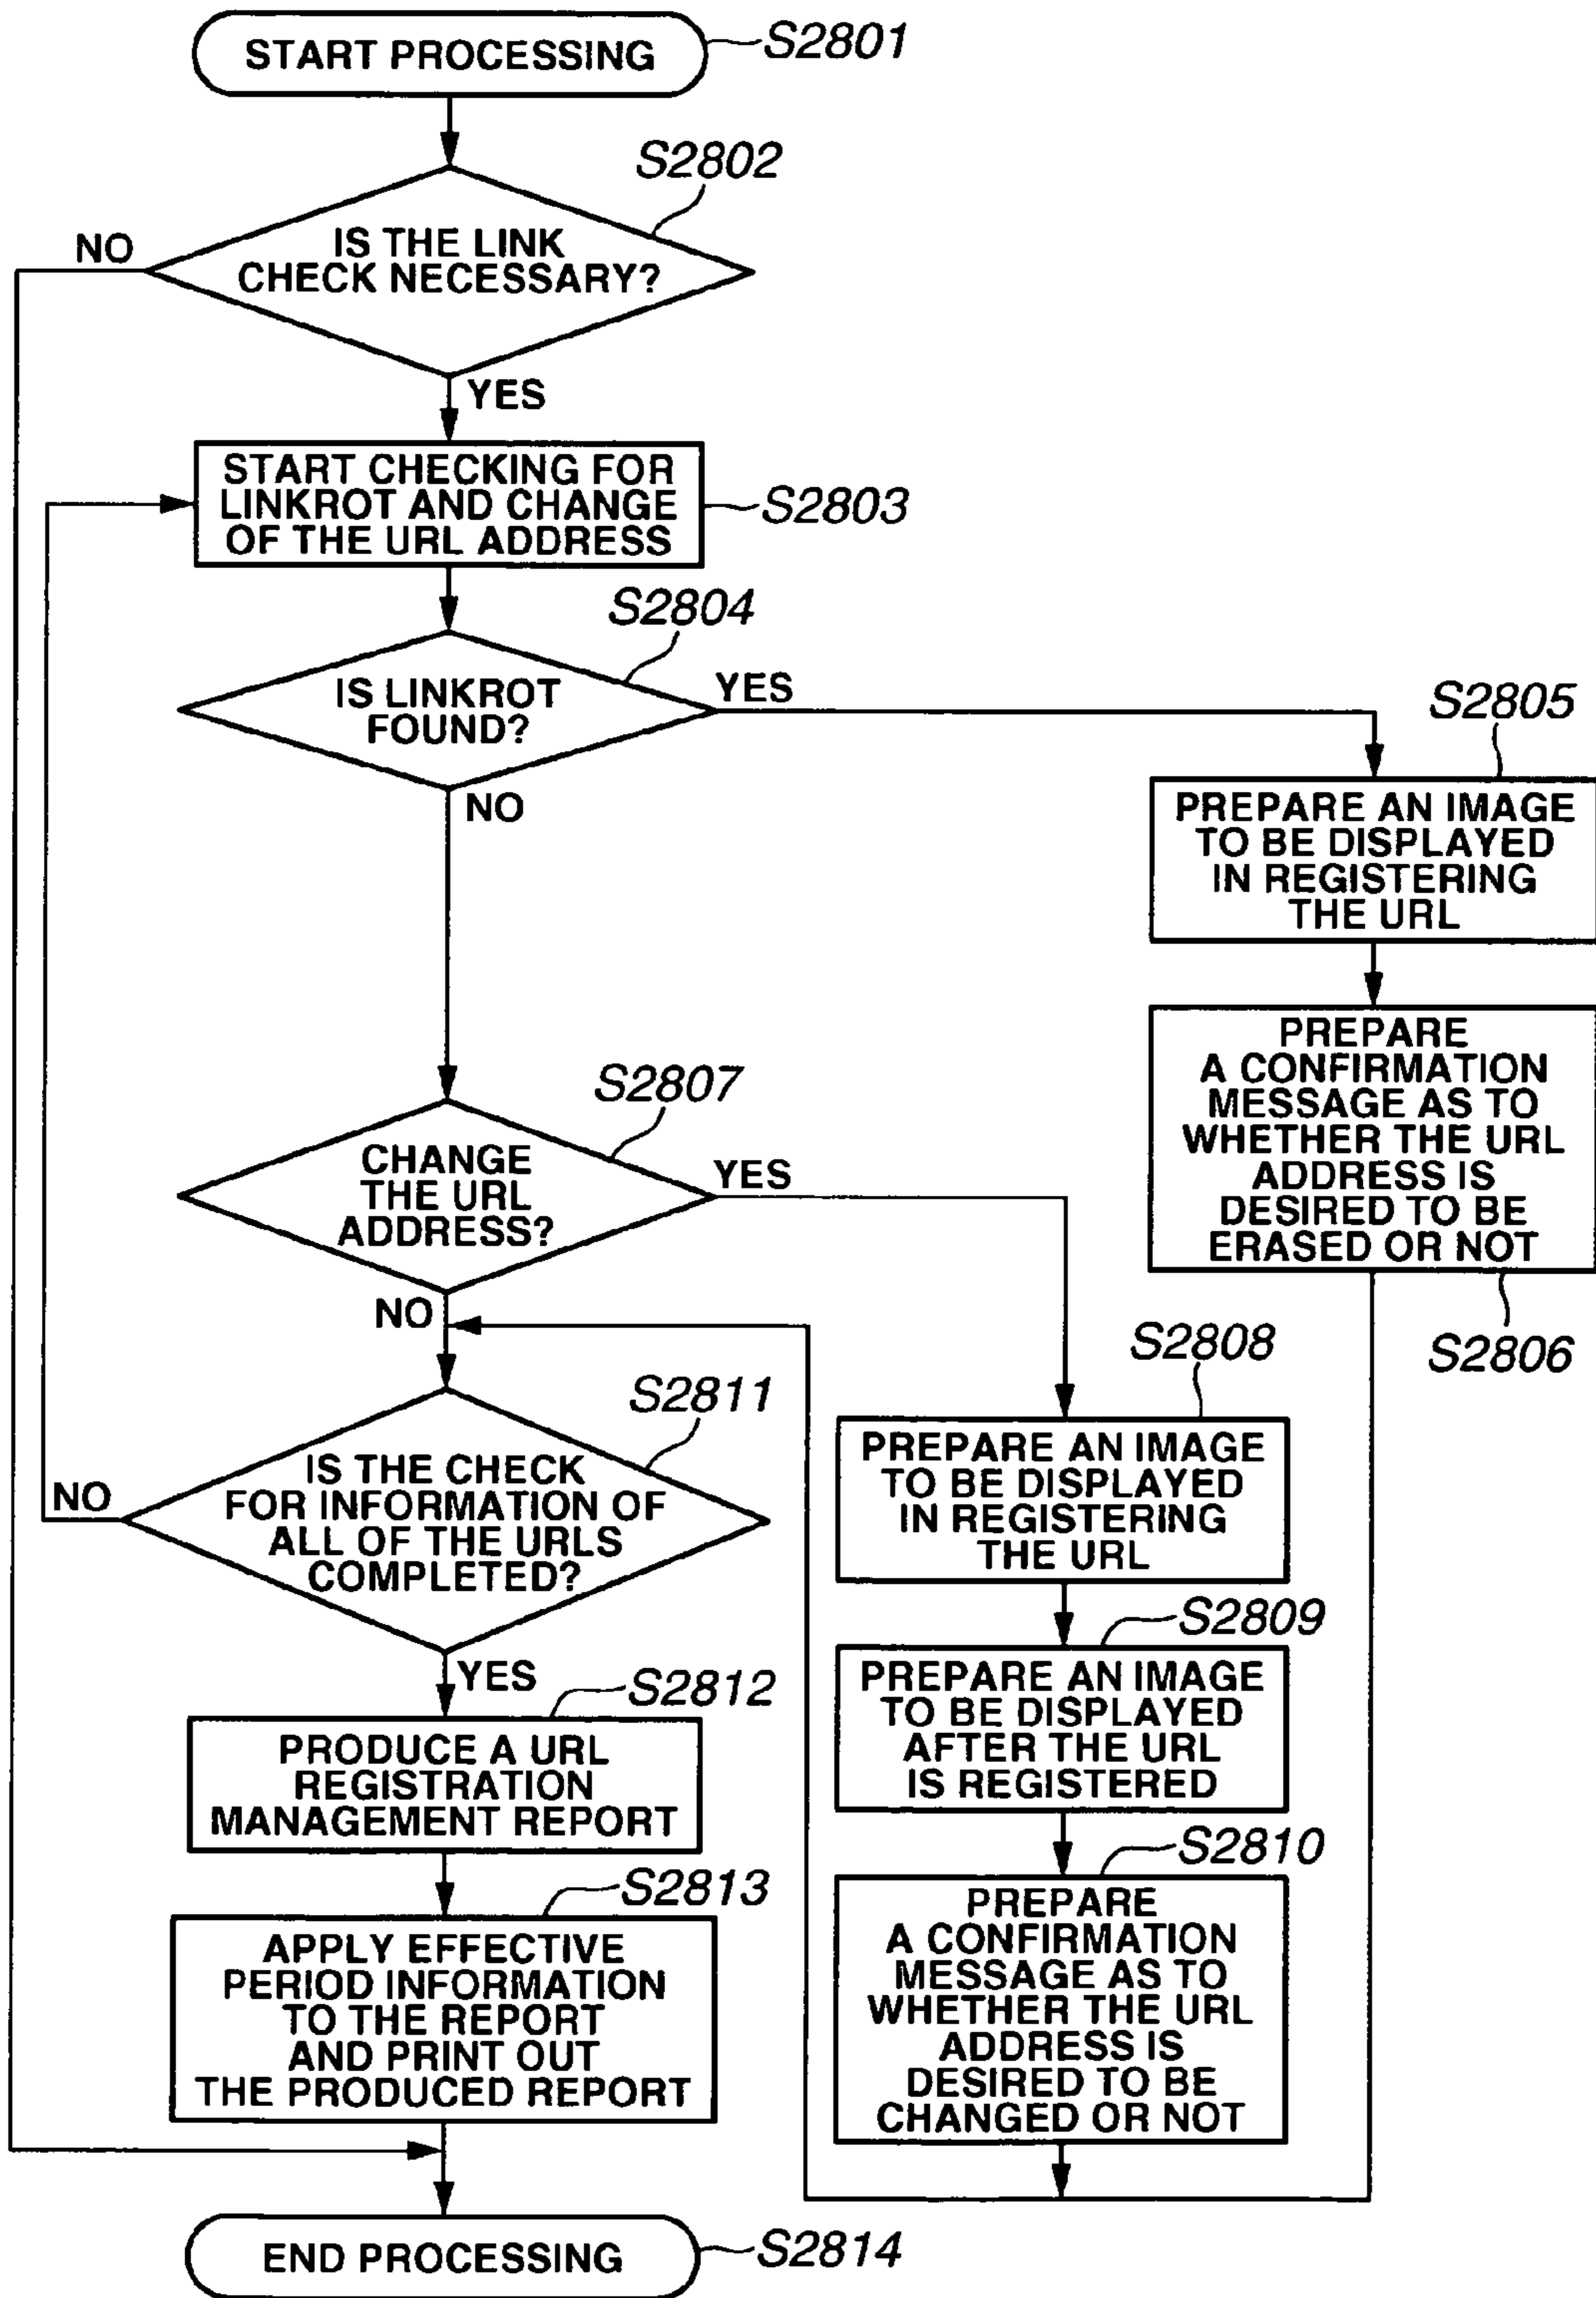 START PROCESSING
S2801
S2802
IS THE LINK
CHECK NECESSARY?
NO
YES
START CHECKING FOR
LINKROT AND CHANGE
OF THE URL ADDRESS
S2803
S2804
IS LINKROT
FOUND?
YES
NO
S2805
PREPARE AN IMAGE
TO BE DISPLAYED
IN REGISTERING
THE URL
PREPARE
A CONFIRMATION
MESSAGE AS TO
WHETHER THE URL
ADDRESS IS
DESIRED TO BE
ERASED OR NOT
S2806
S2807
CHANGE
THE URL
ADDRESS?
YES
NO
S2808
PREPARE AN IMAGE
TO BE DISPLAYED
IN REGISTERING
THE URL
S2809
PREPARE AN IMAGE
TO BE DISPLAYED
AFTER THE URL
IS REGISTERED
S2810
PREPARE
A CONFIRMATION
MESSAGE AS TO
WHETHER THE URL
ADDRESS IS
DESIRED TO BE
CHANGED OR NOT
S2811
IS THE CHECK
FOR INFORMATION OF
ALL OF THE URLS
COMPLETED?
NO
YES
S2812
PRODUCE A URL
REGISTRATION
MANAGEMENT REPORT
S2813
APPLY EFFECTIVE
PERIOD INFORMATION
TO THE REPORT
AND PRINT OUT
THE PRODUCED REPORT
END PROCESSING
S2814